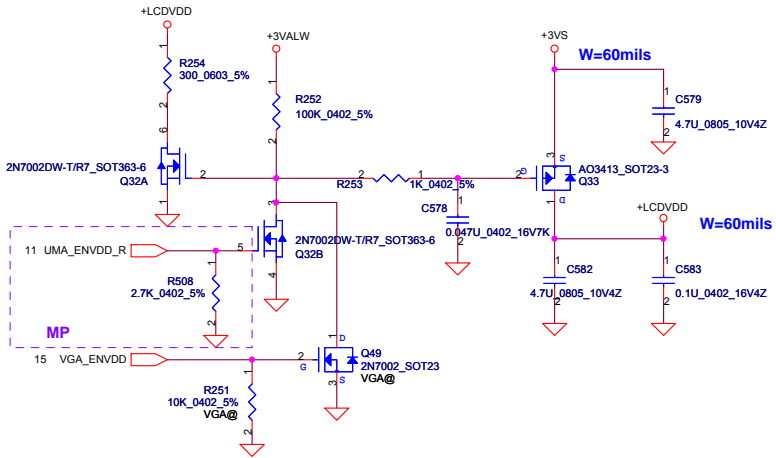 +LCDVDD
+3VALW
+3VS
W=60mils
1
R254
300_0603_5%
2
1
R252
100K_0402_5%
2
1
C579
4.7U_0805_10V4Z
2
6
2N7002DW-T/R7_SOT363-6
Q32A
2
1
2
R253
1
1K_0402_5%
2
G
3
S
AO3413_SOT23-3
Q33
D
1
1
C578
0.047U_0402_16V7K
2
+LCDVDD
W=60mils
3
11 UMA_ENVDD_R
5
2N7002DW-T/R7_SOT363-6
Q32B
4
1
R508
2.7K_0402_5%
2
MP
1
C582
4.7U_0805_10V4Z
2
1
C583
0.1U_0402_16V4Z
2
15 VGA_ENVDD
2
G
1
D
Q49
2N7002_SOT23
VGA@
3
S
1
R251
10K_0402_5%
VGA@
2